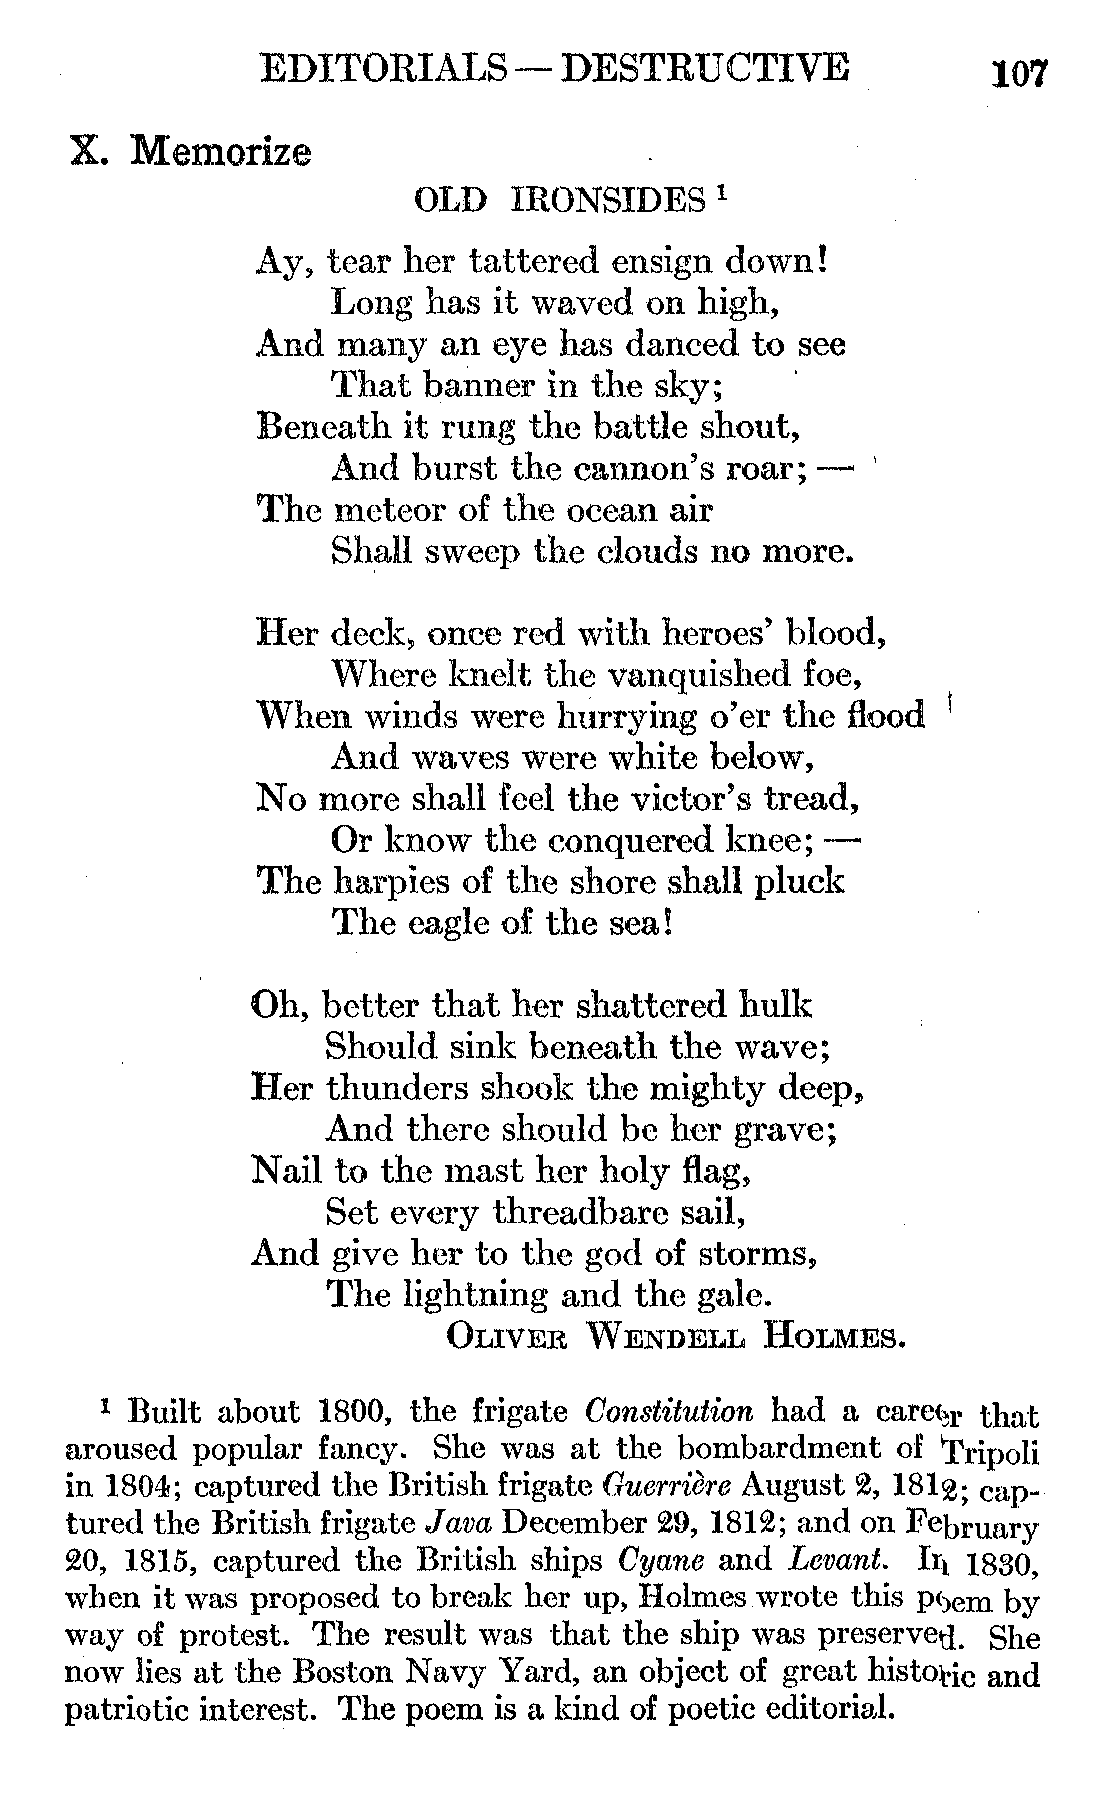 EDITORIALS — DESTRUCTIVE 107
X. Memorize
OLD IRONSIDES ¹
Ay, tear her tattered ensign down!
Long has it waved on high,
And many an eye has danced to see
That banner in the sky;
Beneath it rung the battle shout,
And burst the cannon's roar; —
The meteor of the ocean air
Shall sweep the clouds no more.
Her deck, once red with heroes' blood,
Where knelt the vanquished foe,
When winds were hurrying o'er the flood
And waves were white below,
No more shall feel the victor's tread,
Or know the conquered knee; —
The harpies of the shore shall pluck
The eagle of the sea!
Oh, better that her shattered hulk
Should sink beneath the wave;
Her thunders shook the mighty deep,
And there should be her grave;
Nail to the mast her holy flag,
Set every threadbare sail,
And give her to the god of storms,
The lightning and the gale.
OLIVER WENDELL HOLMES.
¹ Built about 1800, the frigate Constitution had a career that
aroused popular fancy. She was at the bombardment of Tripoli
in 1804; captured the British frigate Guerrière August 2, 1812; cap-
tured the British frigate Java December 29, 1812; and on February
20, 1815, captured the British ships Cyane and Levant. In 1830,
when it was proposed to break her up, Holmes wrote this poem by
way of protest. The result was that the ship was preserved. She
now lies at the Boston Navy Yard, an object of great historic and
patriotic interest. The poem is a kind of poetic editorial.